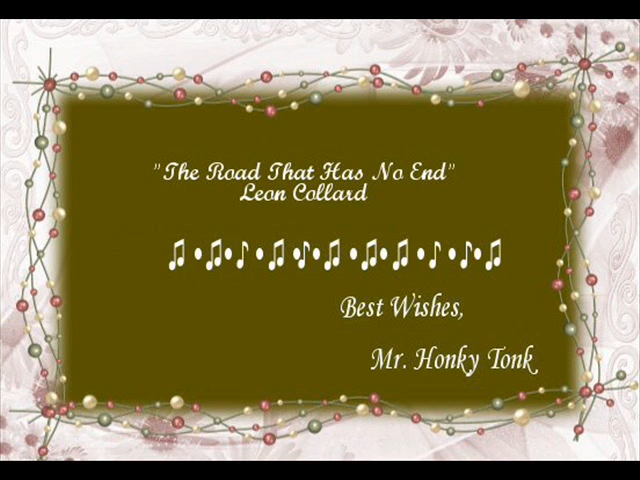 "The Road That Has No End"
Leon Collard
♫•♫•♪•♫•♪•♫•♫•♫•♪•♪•♫
Best Wishes,
Mr. Honky Tonk